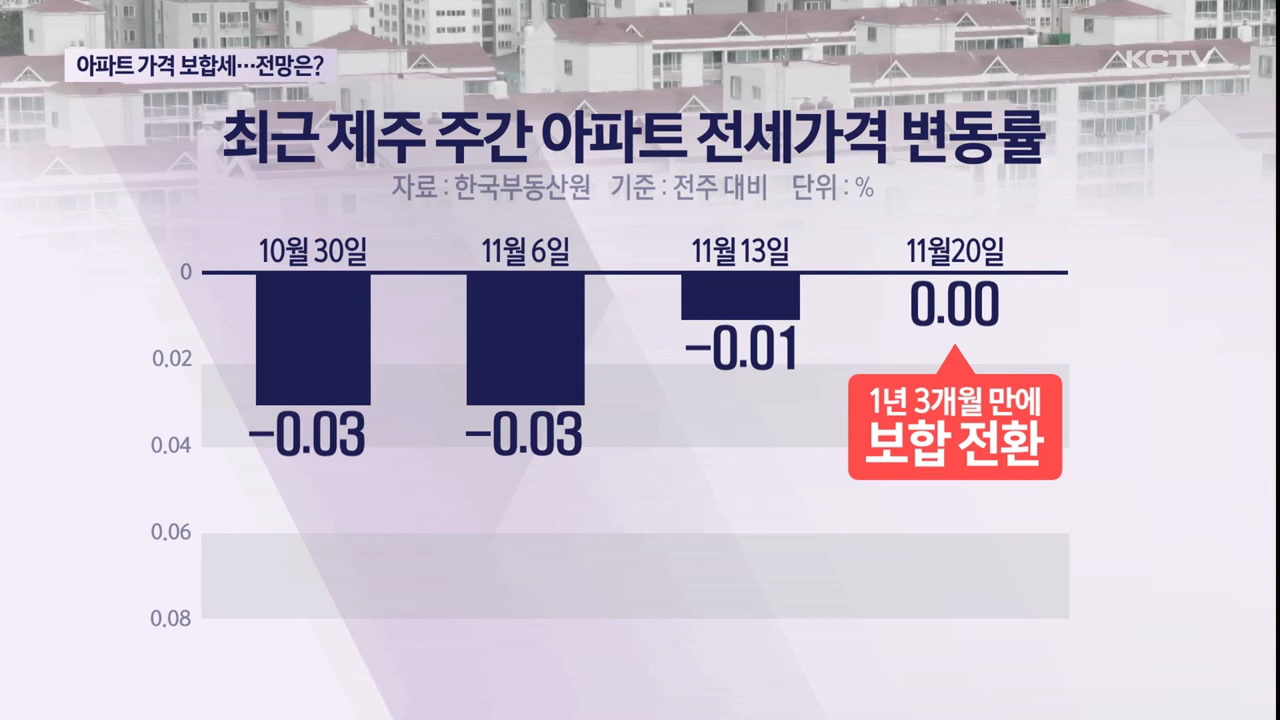 아파트 가격 보합세…전망은?
KCTV
최근 제주 주간 아파트 전세가격 변동률
자료 : 한국부동산원 기준 : 전주 대비 단위 : %
10월 30일 11월 6일 11월 13일 11월20일
0
0.00
-0.01
0.02
1년 3개월 만에
-0.03 -0.03
0.04
보합 전환
0.06
0.08